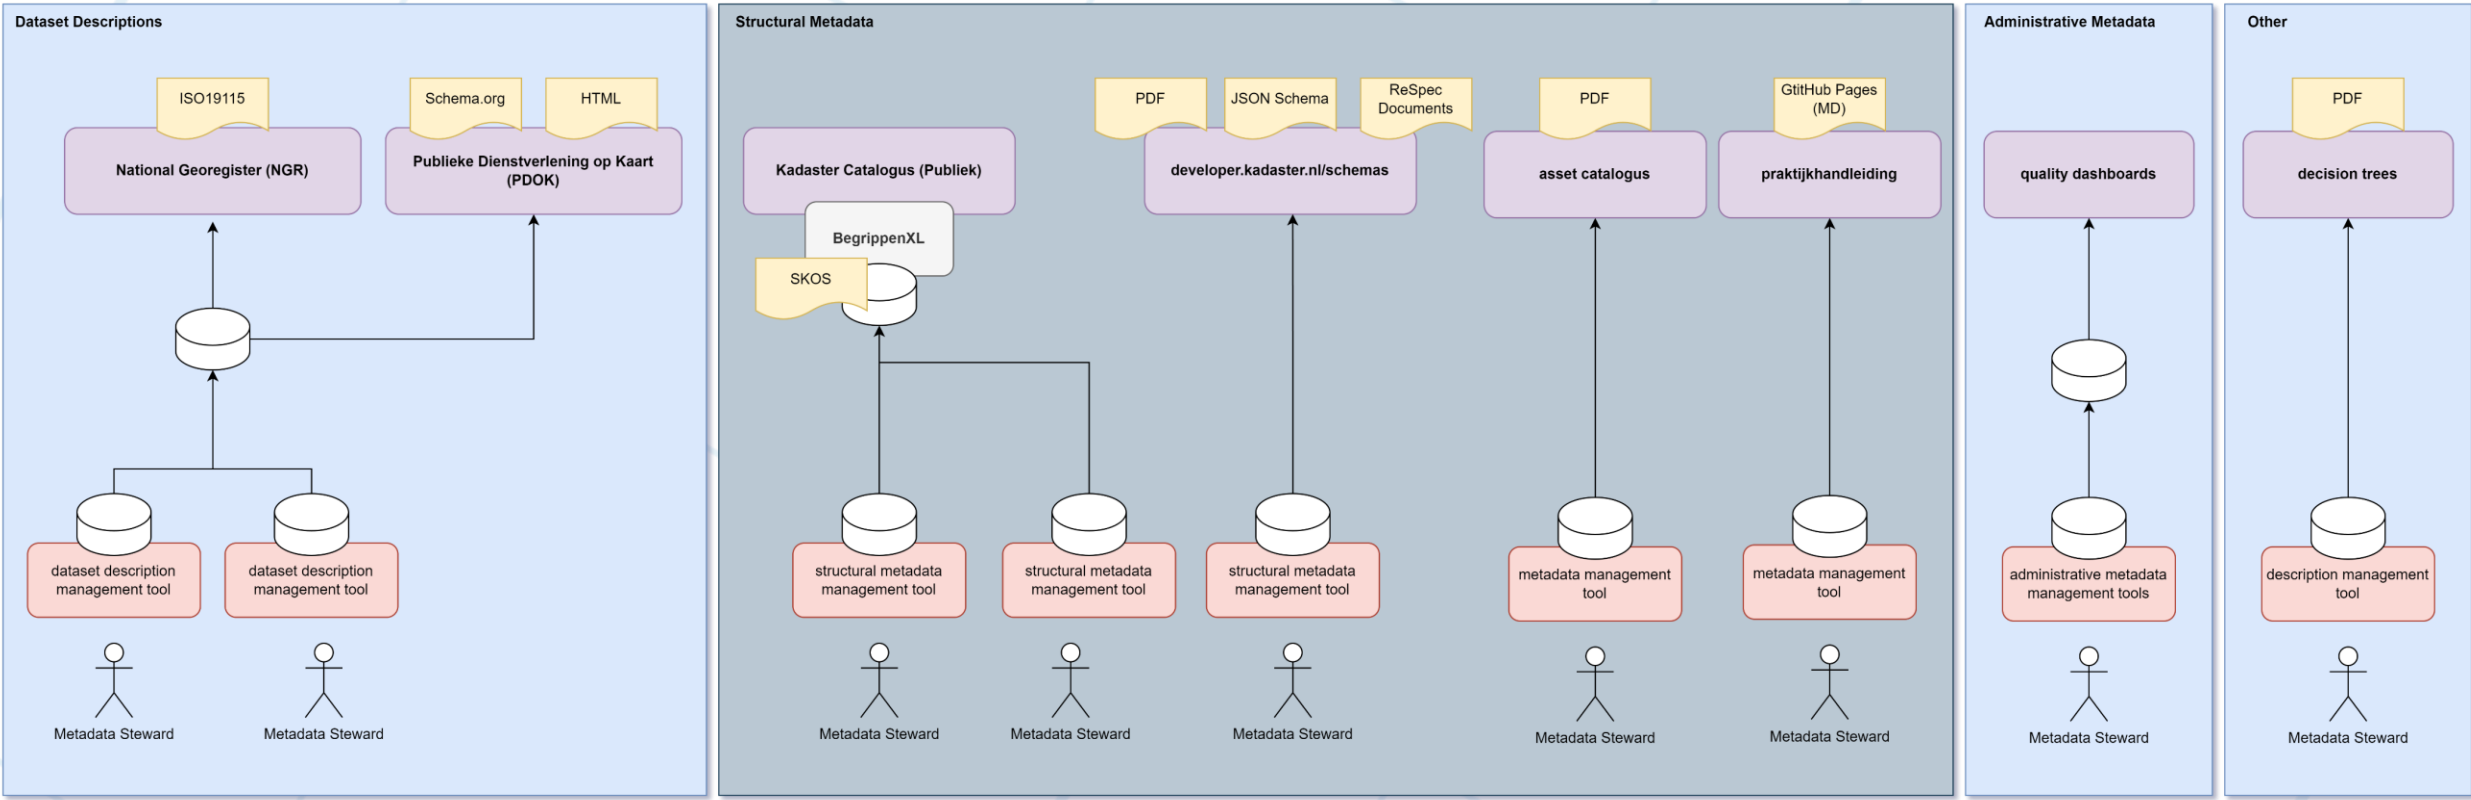 Dataset Descriptions
ISO19115
Schema.org
HTML
National Georegister (NGR)
Publieke Dienstverlening op Kaart
(PDOK)
dataset description
management tool
dataset description
management tool
Metadata Steward
Metadata Steward
Structural Metadata
PDF
JSON Schema
ReSpec
Documents
PDF
GtitHub Pages
(MD)
Kadaster Catalogus (Publiek)
developer.kadaster.nl/schemas
asset catalogus
praktijkhandleiding
BegrippenXL
SKOS
structural metadata
management tool
structural metadata
management tool
structural metadata
management tool
metadata management
tool
metadata management
tool
Metadata Steward
Metadata Steward
Metadata Steward
Metadata Steward
Metadata Steward
Administrative Metadata
quality dashboards
administrative metadata
management tools
Metadata Steward
Other
PDF
decision trees
description management
tool
Metadata Steward